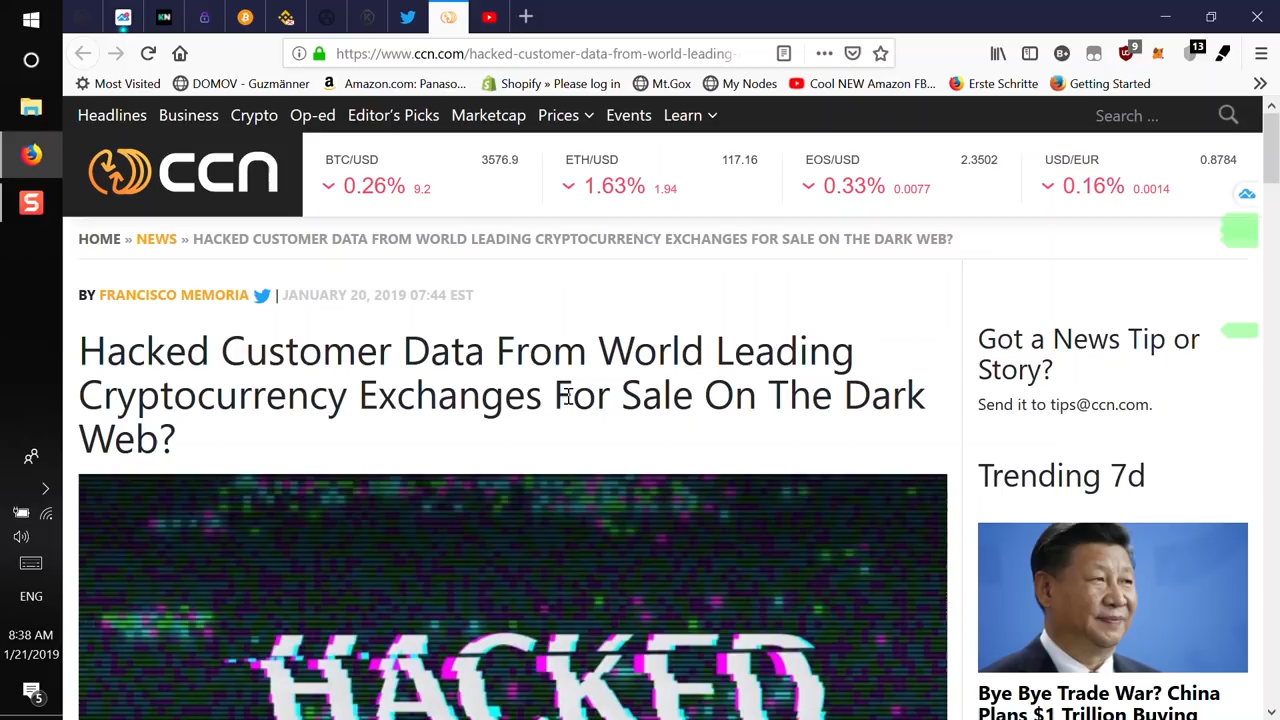 https://www.ccn.com/hacked-customer-data-from-world-leading-
9
13
Most Visited
DOMOV - Guzmänner
Amazon.com: Panaso...
Shopify » Please log in
Mt.Gox
My Nodes
Cool NEW Amazon FB...
Erste Schritte
Getting Started
Headlines Business Crypto Op-ed Editor's Picks Marketcap Prices Events Learn
Search ...
CCN
BTC/USD 3576.9
0.26% 9.2
ETH/USD 117.16
1.63% 1.94
EOS/USD 2.3502
0.33% 0.0077
USD/EUR 0.8784
0.16% 0.0014
HOME » NEWS » HACKED CUSTOMER DATA FROM WORLD LEADING CRYPTOCURRENCY EXCHANGES FOR SALE ON THE DARK WEB?
BY FRANCISCO MEMORIA | JANUARY 20, 2019 07:44 EST
Hacked Customer Data From World Leading
Cryptocurrency Exchanges For Sale On The Dark
Web?
HACKED
Got a News Tip or
Story?
Send it to tips@ccn.com.
Trending 7d
Bye Bye Trade War? China
Plans $1 Trillion Buying
ENG
8:38 AM
1/21/2019
5